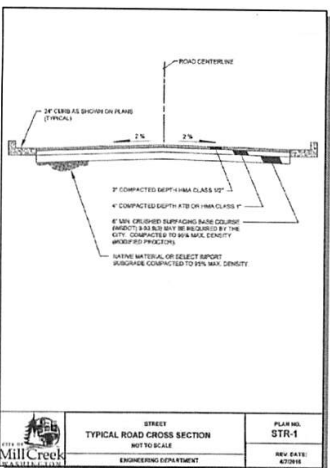 ROAD CENTERLINE
24" CURB AS SHOWN ON PLANS
(TYPICAL)
2 % 2 %
2" COMPACTED DEPTH HMA CLASS 1/2"
4" COMPACTED DEPTH ATB OR HMA CLASS 1"
6" MIN. CRUSHED SURFACING BASE COURSE
MAY BE REQUIRED BY THE
CITY. COMPACTED TO 95% MAX. DENSITY
(MODIFIED PROCTOR).
NATIVE MATERIAL OR SELECT IMPORT
SUBGRADE COMPACTED TO 95% MAX. DENSITY.
CITY OF
Mill Creek
WASHINGTON
STREET
TYPICAL ROAD CROSS SECTION
NOT TO SCALE
ENGINEERING DEPARTMENT
PLAN NO.
STR-1
REV. DATE: